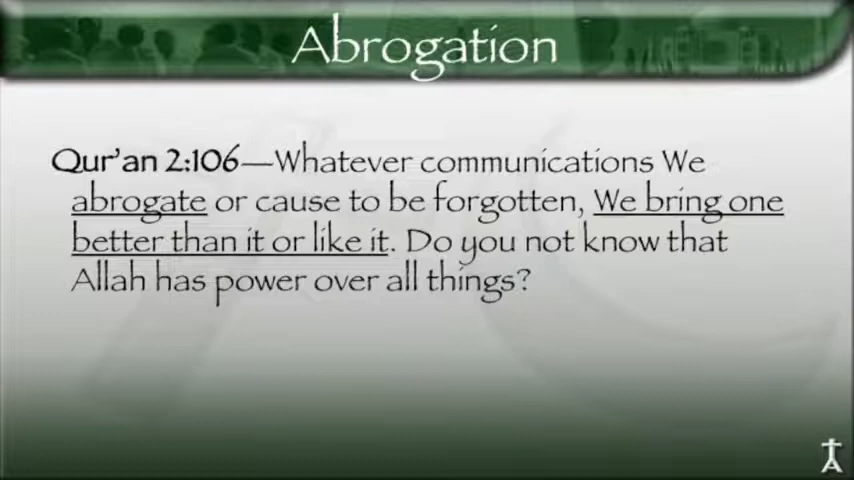 Abrogation
Qur'an 2:106—Whatever communications We
abrogate or cause to be forgotten, We bring one
better than it or like it. Do you not know that
Allah has power over all things?